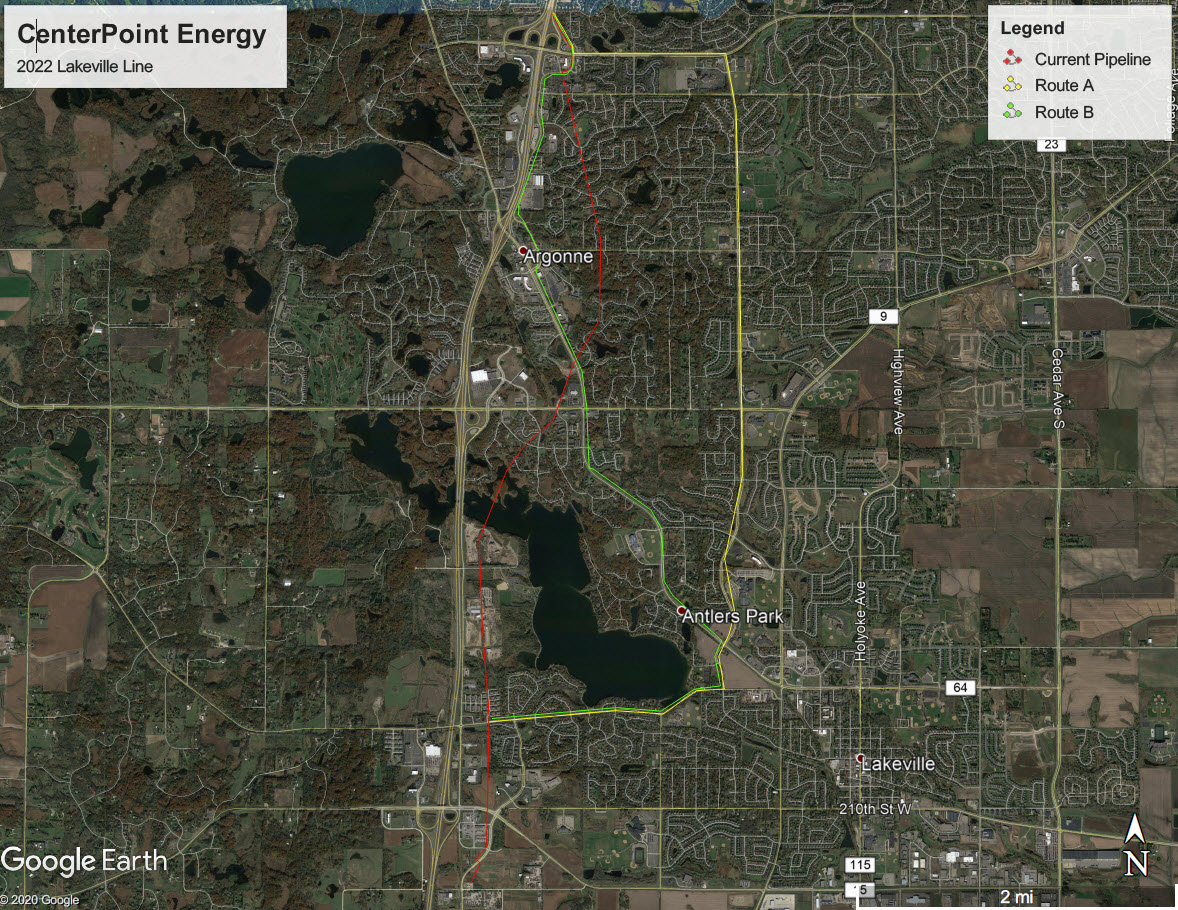 CenterPoint Energy
2022 Lakeville Line
Legend
Current Pipeline
Route A
Route B
23
Argonne
9
Highview Ave
Cedar Ave S
Antlers Park
Holyoke Ave
64
Lakeville
210th St W
Google Earth
N
115
2 mi
© 2020 Google